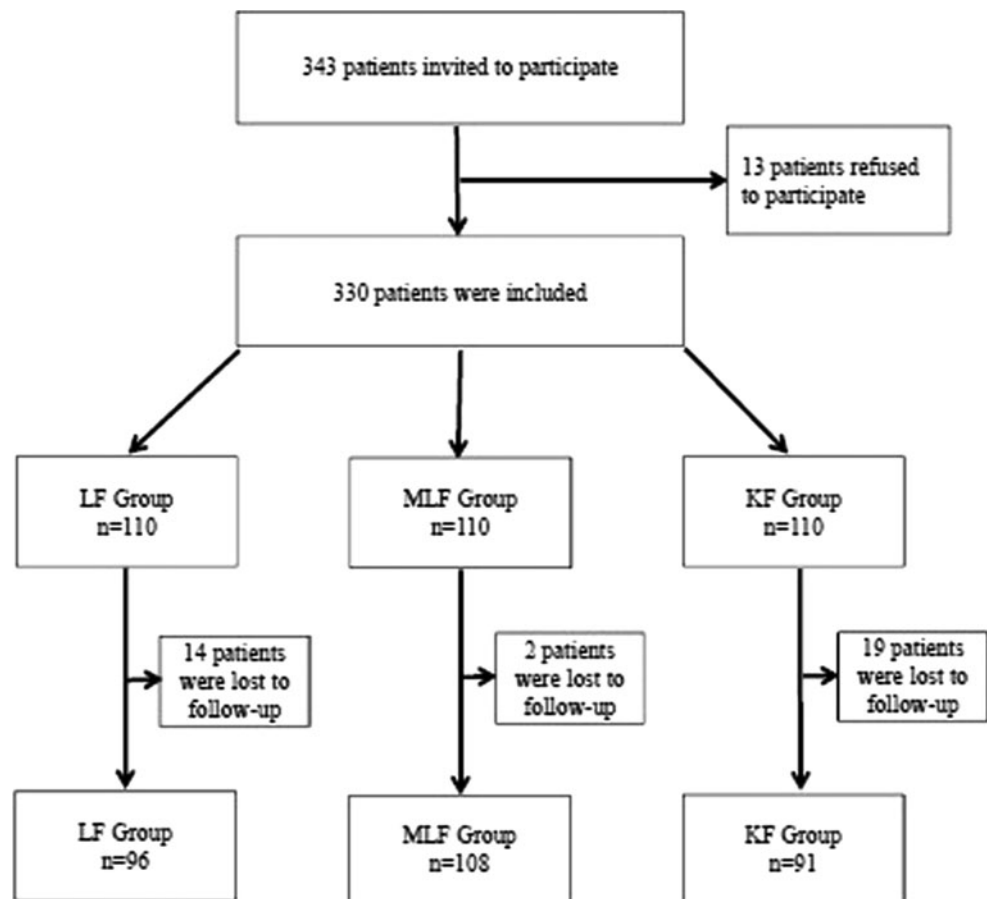 343 patients invited to participate
13 patients refused
to participate
330 patients were included
LF Group
n=110
MLF Group
n=110
KF Group
n=110
14 patients
were lost to
follow-up
2 patients
were lost to
follow-up
19 patients
were lost to
follow-up
LF Group
n=96
MLF Group
n=108
KF Group
n=91